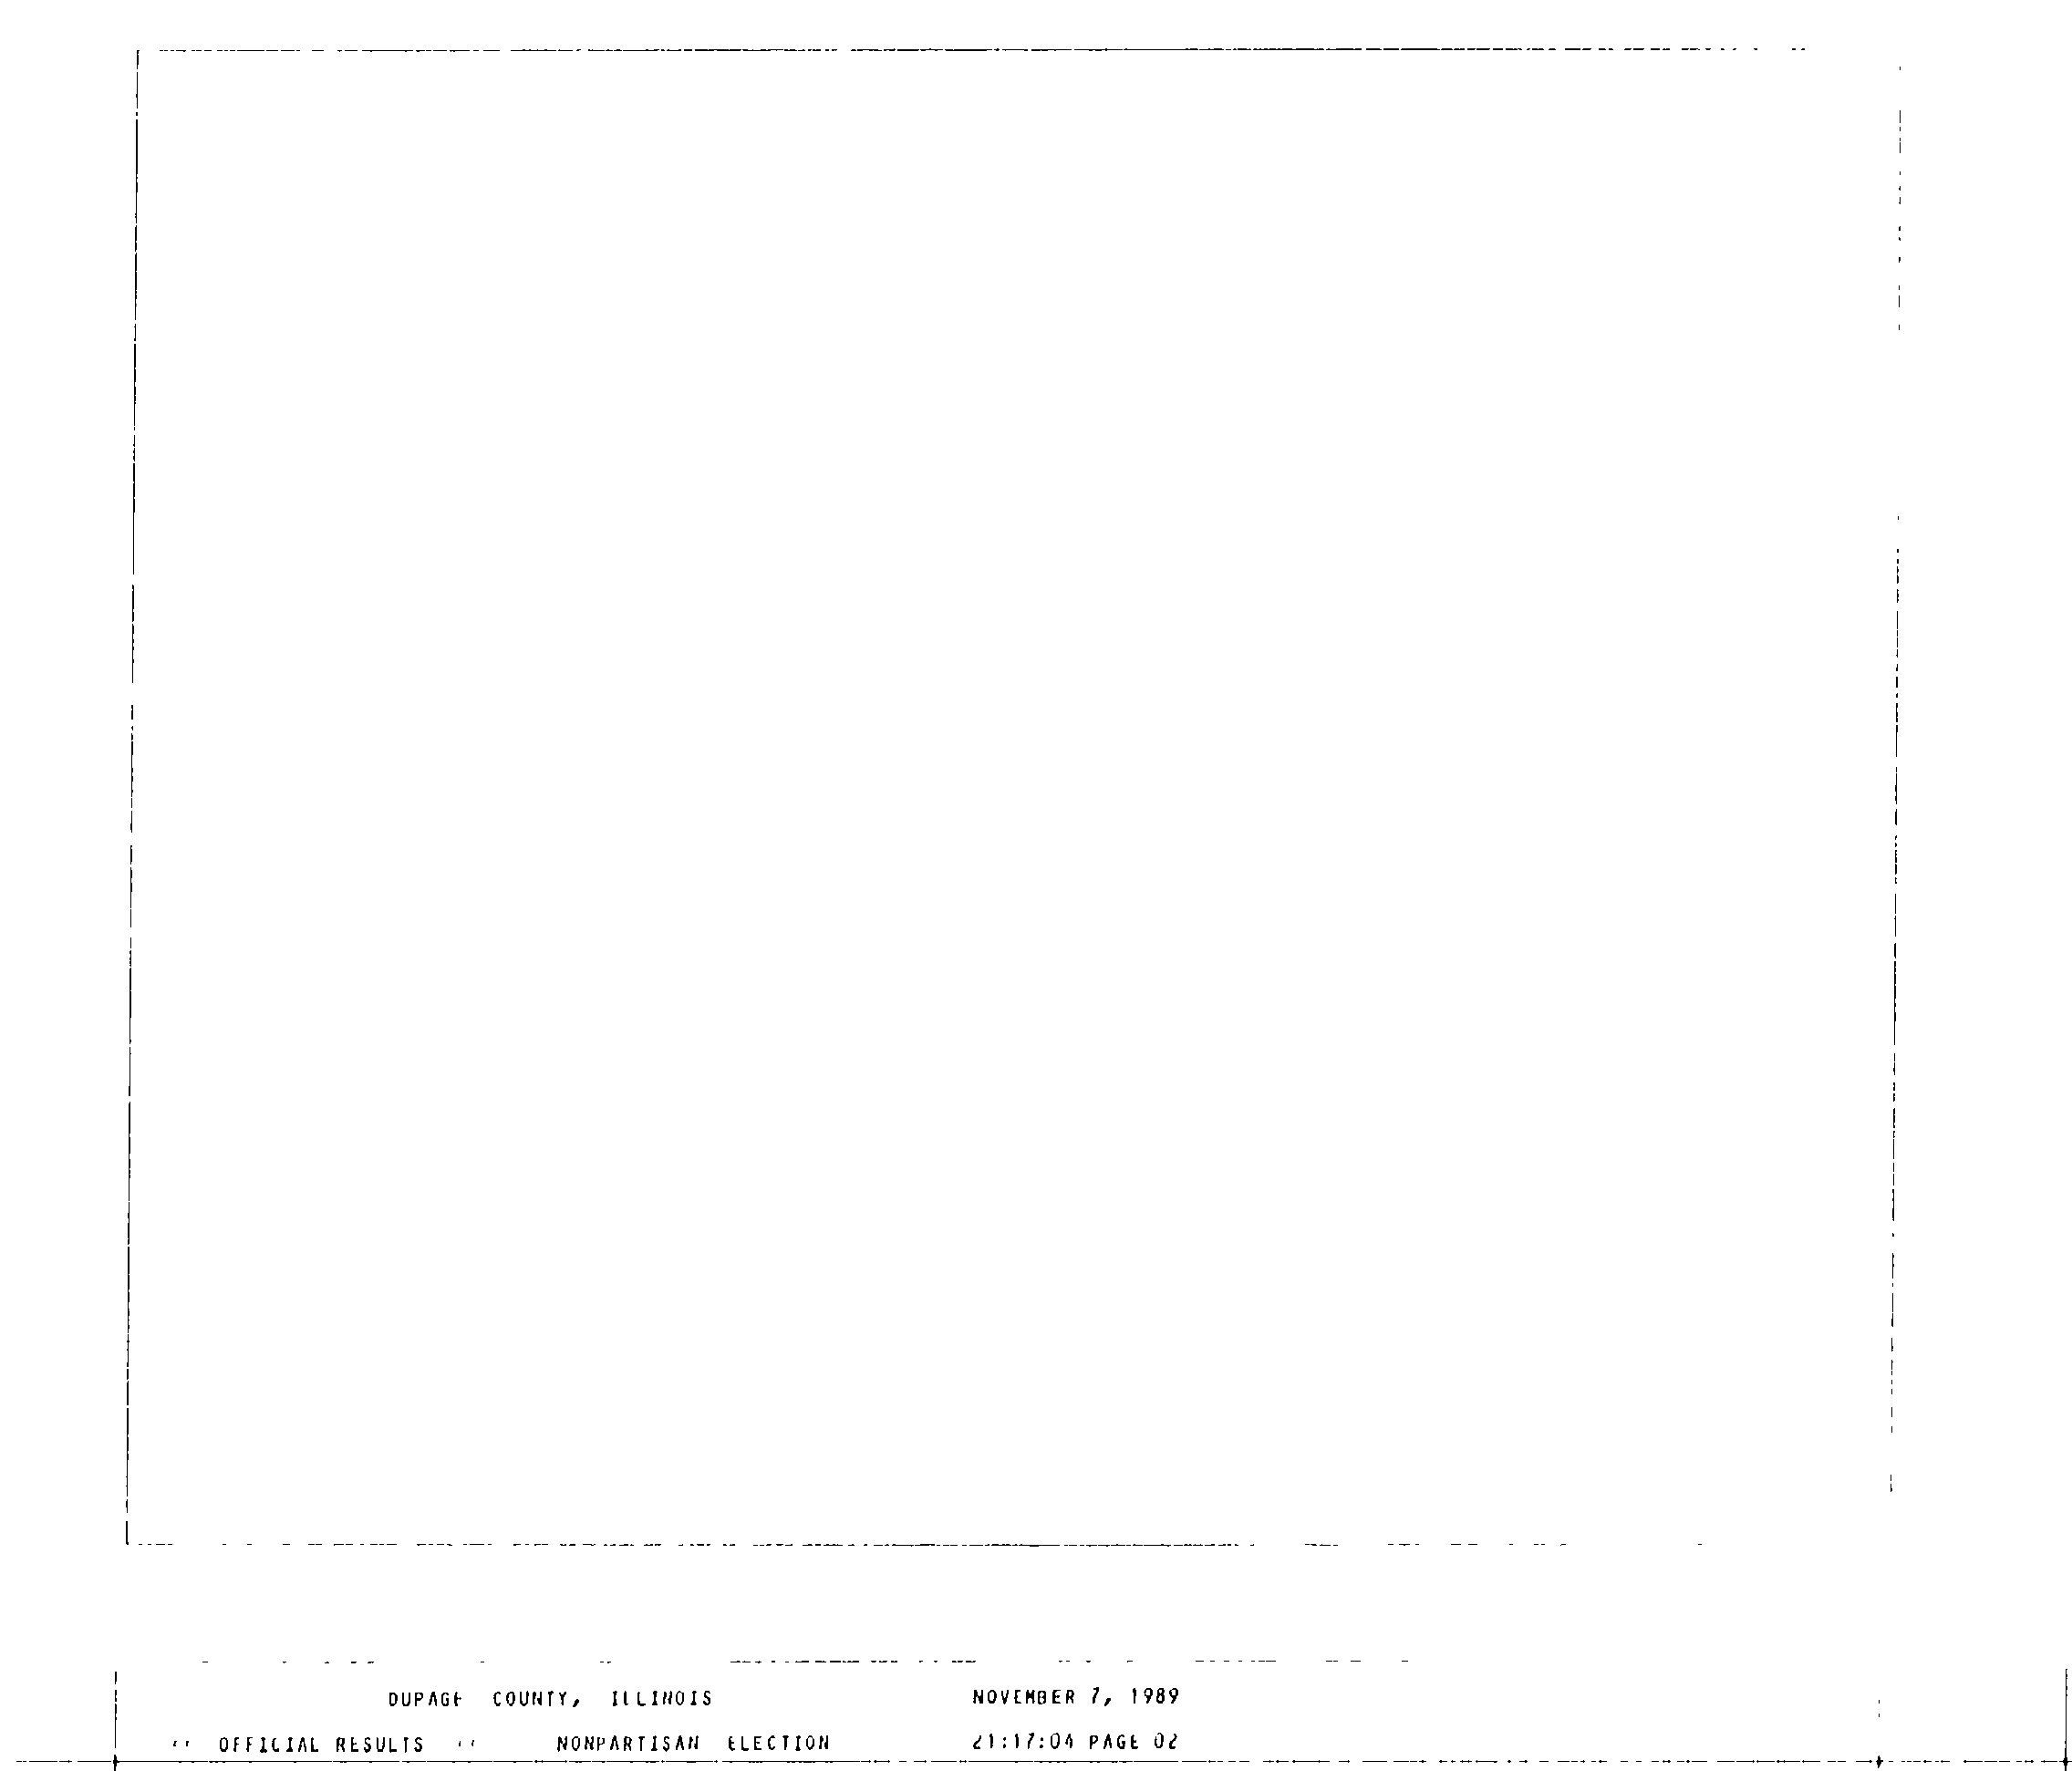 DUPAGE COUNTY, ILLINOIS NOVEMBER 7, 1989
'' OFFICIAL RESULTS '' NONPARTISAN ELECTION 21:17:04 PAGE 02